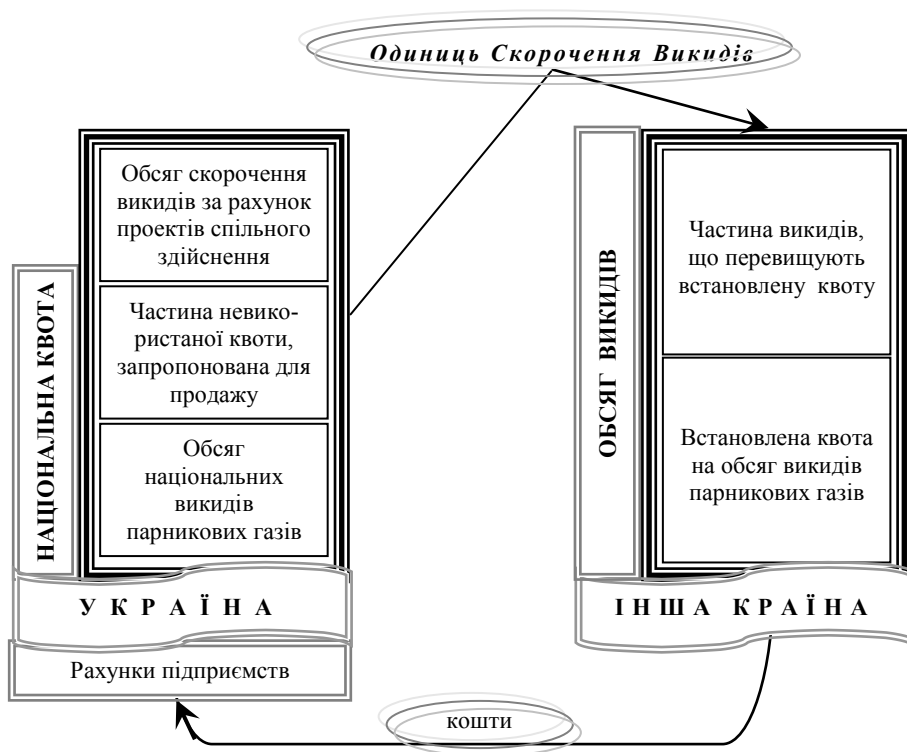 Одиниць Скорочення Викидів
НАЦІОНАЛЬНА КВОТА
Обсяг скорочення
викидів за рахунок
проектів спільного
здійснення
Частина невико-
ристаної квоти,
запропонована для
продажу
Обсяг
національних
викидів
парникових газів
УКРАЇНА
Рахунки підприємств
ОБСЯГ ВИКИДІВ
Частина викидів,
що перевищують
встановлену квоту
Встановлена квота
на обсяг викидів
парникових газів
ІНША КРАЇНА
кошти